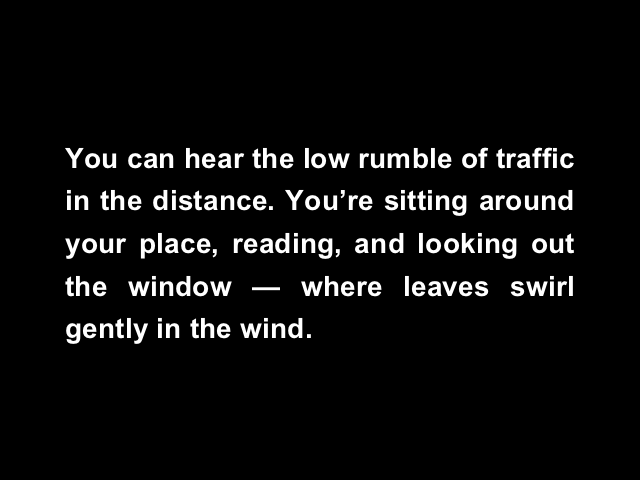 You can hear the low rumble of traffic
in the distance. You’re sitting around
your place, reading, and looking out
the window — where leaves swirl
gently in the wind.